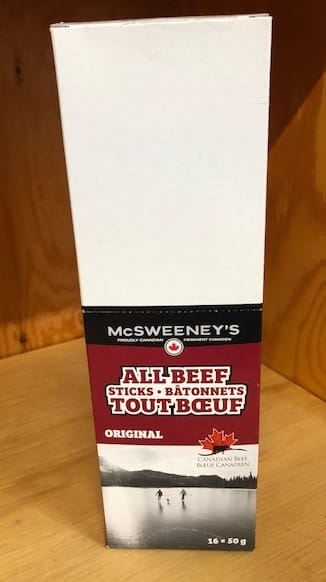 McSWEENEY'S
PROUDLY CANADIAN FIÈREMENT CANADIEN
ALL BEEF
STICKS • BÂTONNETS
TOUT BŒUF
ORIGINAL
CANADIAN BEEF
BŒUF CANADIEN
16 × 50 g